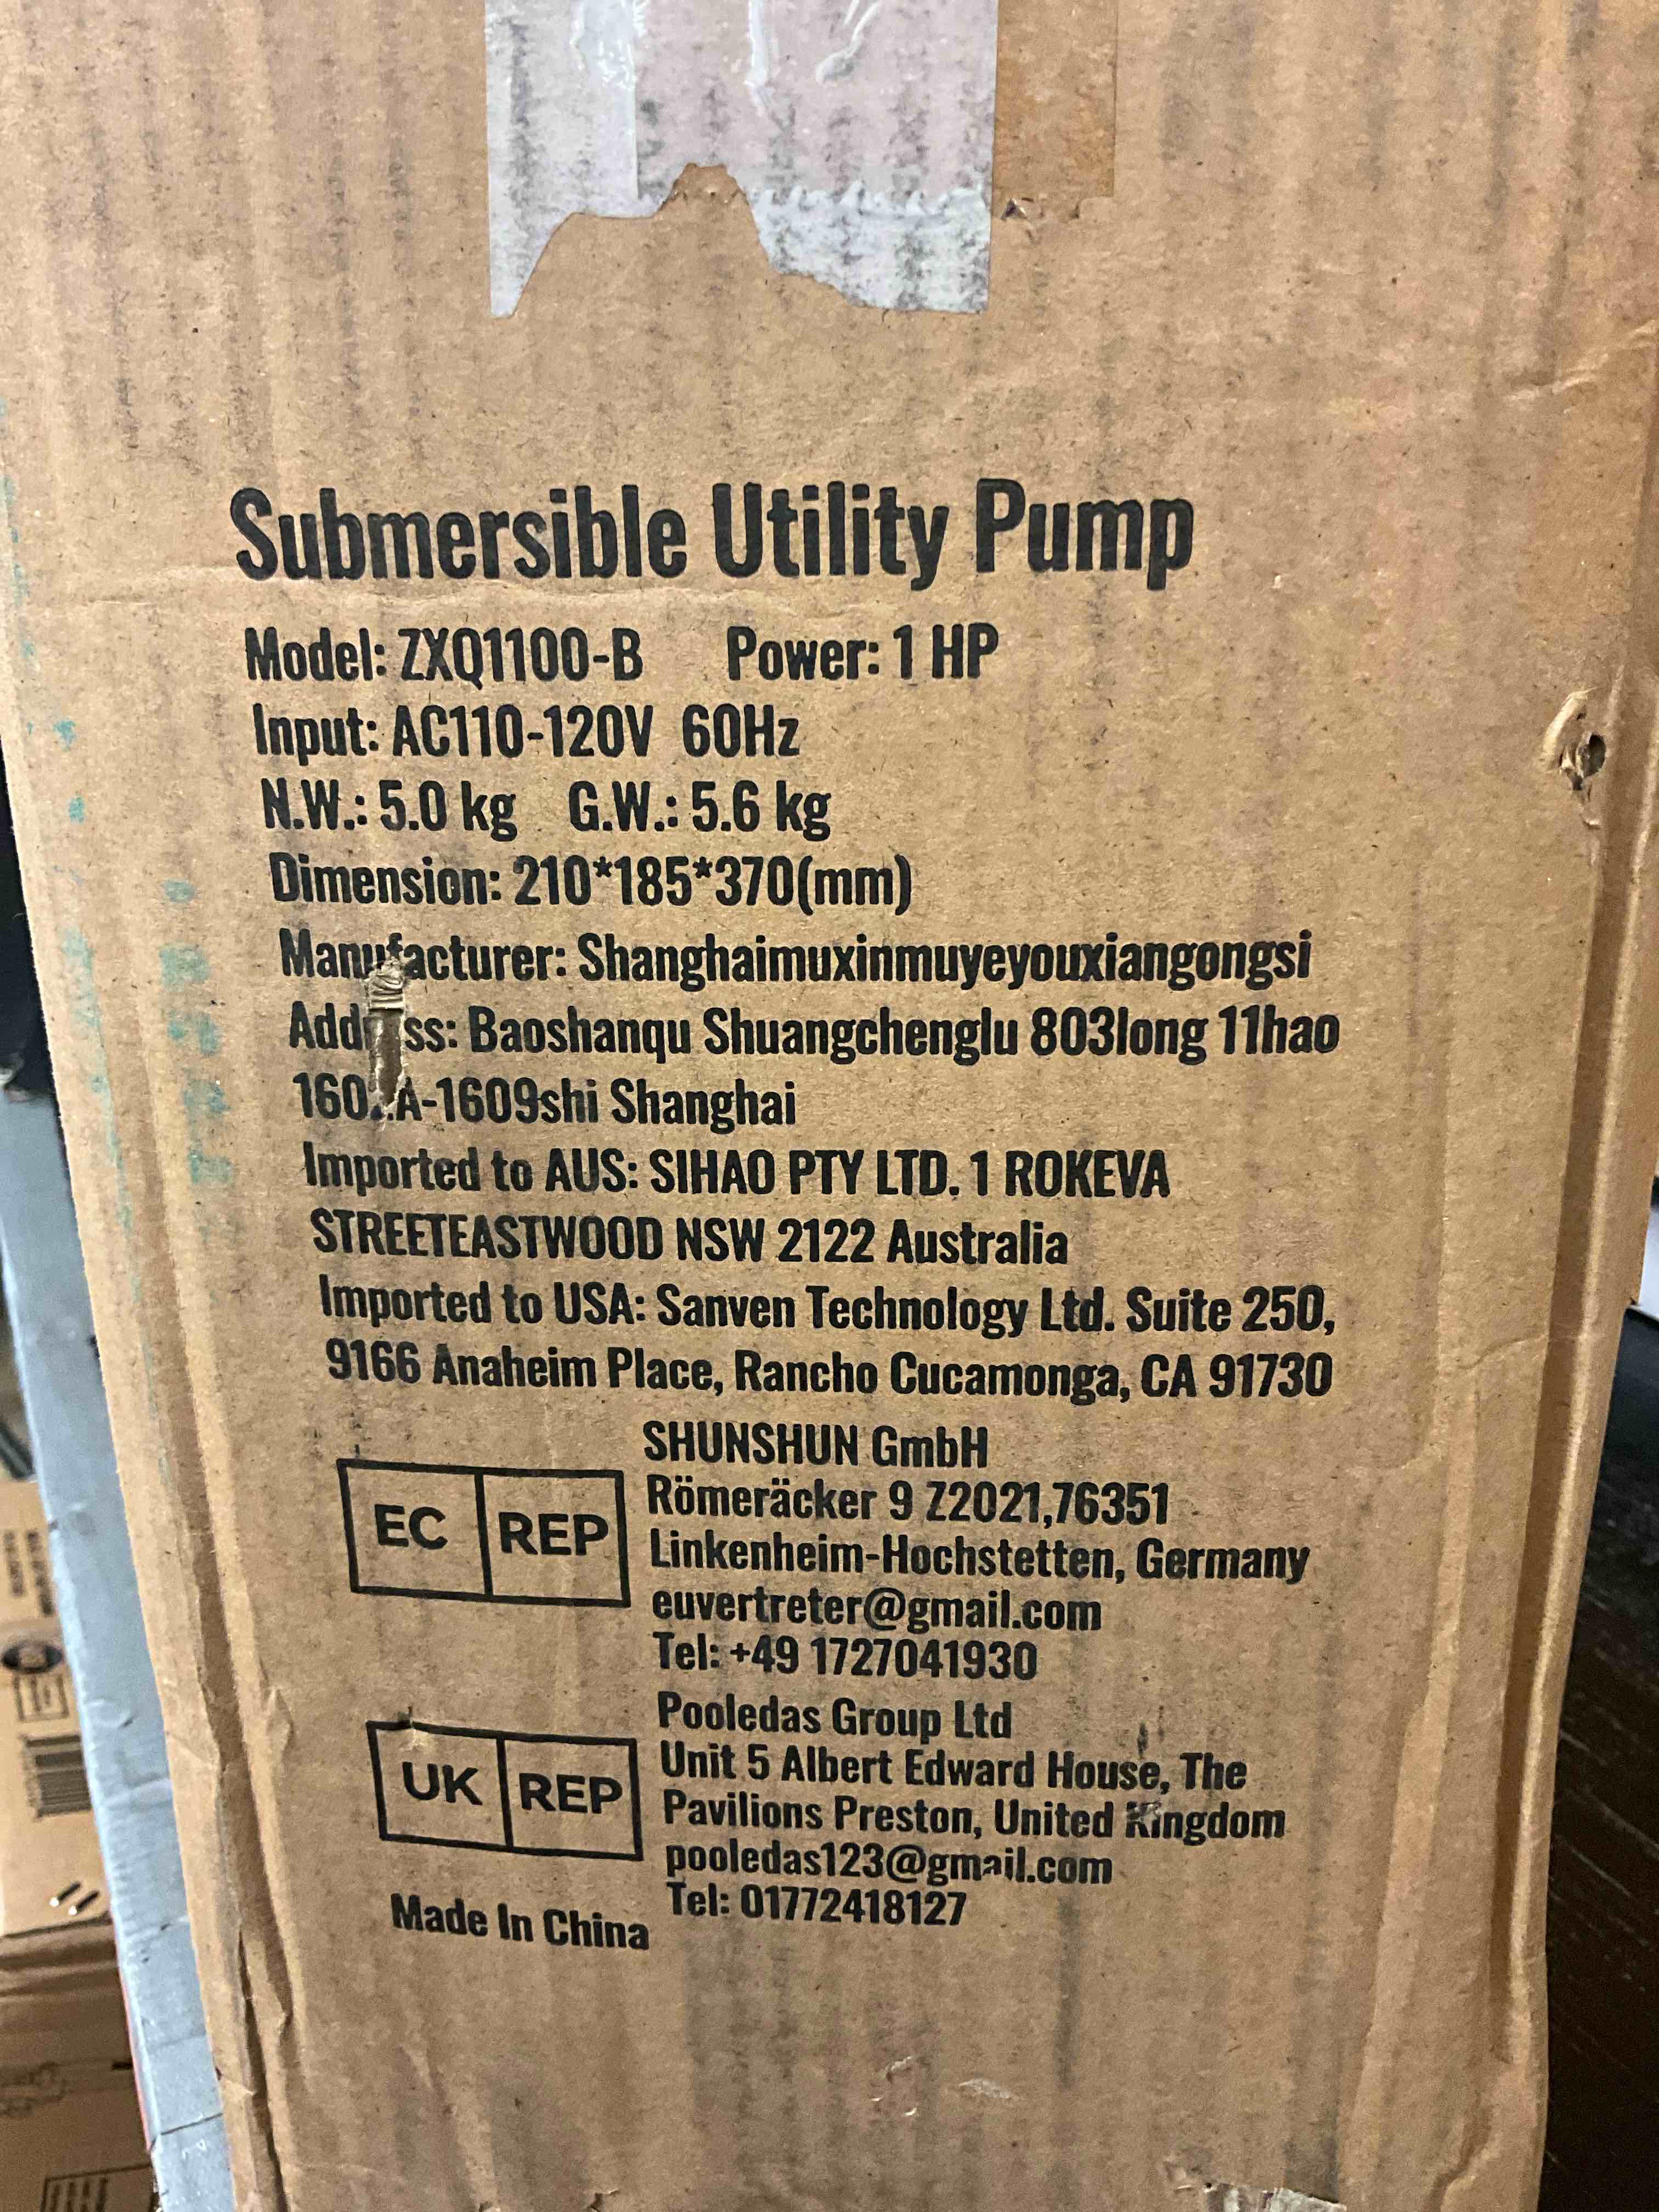 Submersible Utility Pump
Model: ZXQ1100-B Power: 1 HP
Input: AC110-120V 60Hz
N.W.: 5.0 kg G.W.: 5.6 kg
Dimension: 210*185*370(mm)
Manufacturer: Shanghaimuxinmuyeyouxiangongsi
Address: Baoshanqu Shuangchenglu 803long 11hao
Shanghai
Imported to AUS: SIHAO PTY LTD. 1 ROKEVA
STREETEASTWOOD NSW 2122 Australia
Imported to USA: Sanven Technology Ltd. Suite 250,
9166 Anaheim Place, Rancho Cucamonga, CA 91730
EC REP
SHUNSHUN GmbH
Römeräcker 9 Z2021,76351
Linkenheim-Hochstetten, Germany
euvertreter@gmail.com
Tel: +49 1727041930
UK REP
Pooledas Group Ltd
Unit 5 Albert Edward House, The
Pavilions Preston, United Kingdom
pooledas123@gmail.com
Tel: 01772418127
Made In China